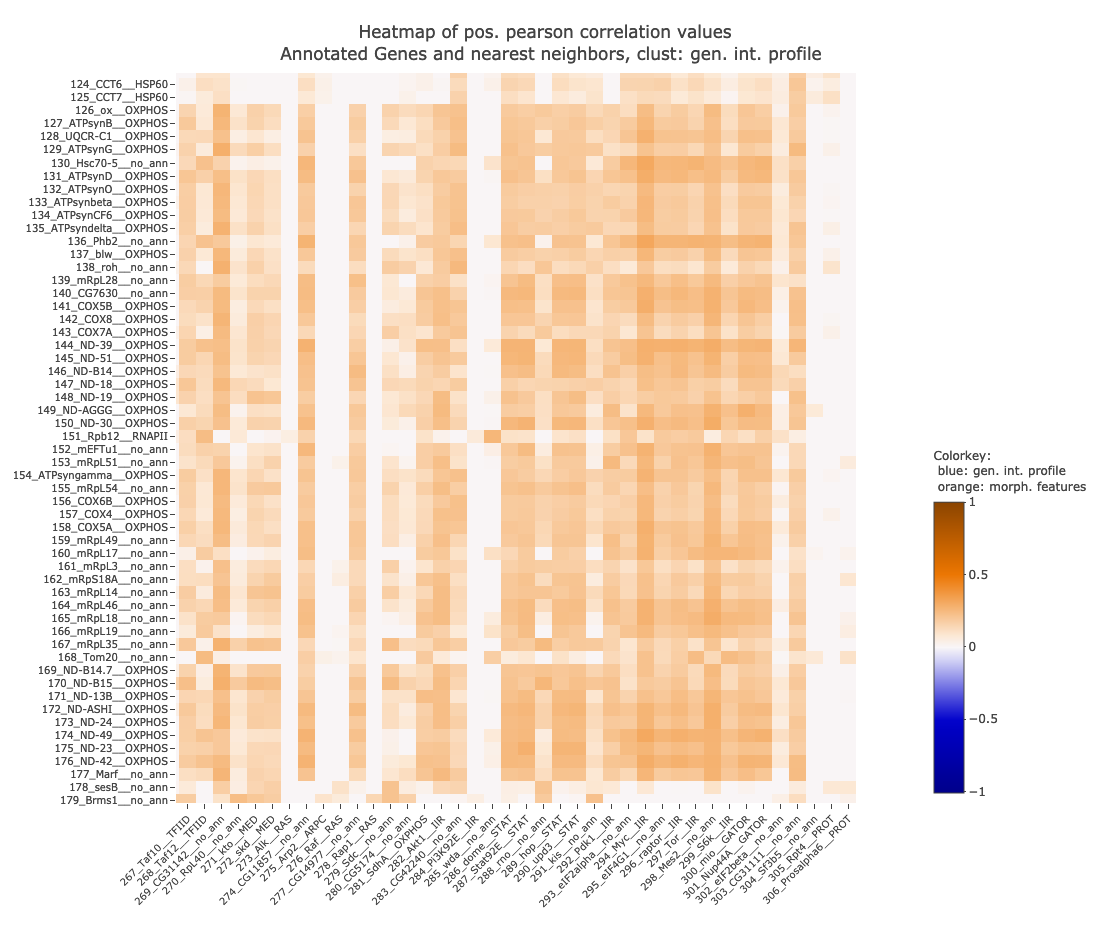 Heatmap of pos. pearson correlation values
Annotated Genes and nearest neighbors, clust: gen. int. profile
124_CCT6__HSP60
125_CCT7__HSP60
126_ox__OXPHOS
127_ATPsynB__OXPHOS
128_UQCR-C1__OXPHOS
129_ATPsynG__OXPHOS
130_Hsc70-5__no_ann
131_ATPsynD__OXPHOS
132_ATPsynO__OXPHOS
133_ATPsynbeta__OXPHOS
134_ATPsynCF6__OXPHOS
135_ATPsyndelta__OXPHOS
136_Phb2__no_ann
137_blw__OXPHOS
138_roh__no_ann
139_mRpL28__no_ann
140_CG7630__no_ann
141_COX5B__OXPHOS
142_COX8__OXPHOS
143_COX7A__OXPHOS
144_ND-39__OXPHOS
145_ND-51__OXPHOS
146_ND-B14__OXPHOS
147_ND-18__OXPHOS
148_ND-19__OXPHOS
149_ND-AGGG__OXPHOS
150_ND-30__OXPHOS
151_Rpb12__RNAPII
152_mEFTu1__no_ann
153_mRpL51__no_ann
154_ATPsyngamma__OXPHOS
155_mRpL54__no_ann
156_COX6B__OXPHOS
157_COX4__OXPHOS
158_COX5A__OXPHOS
159_mRpL49__no_ann
160_mRpL17__no_ann
161_mRpL3__no_ann
162_mRpS18A__no_ann
163_mRpL14__no_ann
164_mRpL46__no_ann
165_mRpL18__no_ann
166_mRpL19__no_ann
167_mRpL35__no_ann
168_Tom20__no_ann
169_ND-B14.7__OXPHOS
170_ND-B15__OXPHOS
171_ND-13B__OXPHOS
172_ND-ASHI__OXPHOS
173_ND-24__OXPHOS
174_ND-49__OXPHOS
175_ND-23__OXPHOS
176_ND-42__OXPHOS
177_Marf__no_ann
178_sesB__no_ann
179_Brms1__no_ann
267_Taf10__TFIID
268_Taf12__TFIID
269_CG31142__no_ann
270_Rpl40__no_ann
271_kto__MED
272_skd__MED
273_Alk__RAS
274_CG11857__no_ann
275_Arp2__ARPC
276_Raf__RAS
277_CG14977__no_ann
278_Rap1__RAS
279_Sdc__no_ann
280_CG5174__no_ann
281_SdhA__OXPHOS
282_Akt1__IIR
283_CG42240__no_ann
284_Pi3K92E__IIR
285_wda__no_ann
286_dome__STAT
287_Stat92E__STAT
288_rno__no_ann
289_hop__STAT
290_upd3__STAT
291_kis__no_ann
292_Pdk1__IIR
293_eIF2alpha__no_ann
294_Myc__IIR
295_eIF4G1__no_ann
296_raptor__IIR
297_Tor__IIR
298_Mes2__no_ann
299_S6k__IIR
300_mio__GATOR
301_Nup44A__GATOR
302_eIF2beta__no_ann
303_CG31111__no_ann
304_Sf3b5__no_ann
305_Rpt4__PROT
306_Prosalpha6__PROT
Colorkey:
blue: gen. int. profile
orange: morph. features
1
0.5
0
−0.5
−1